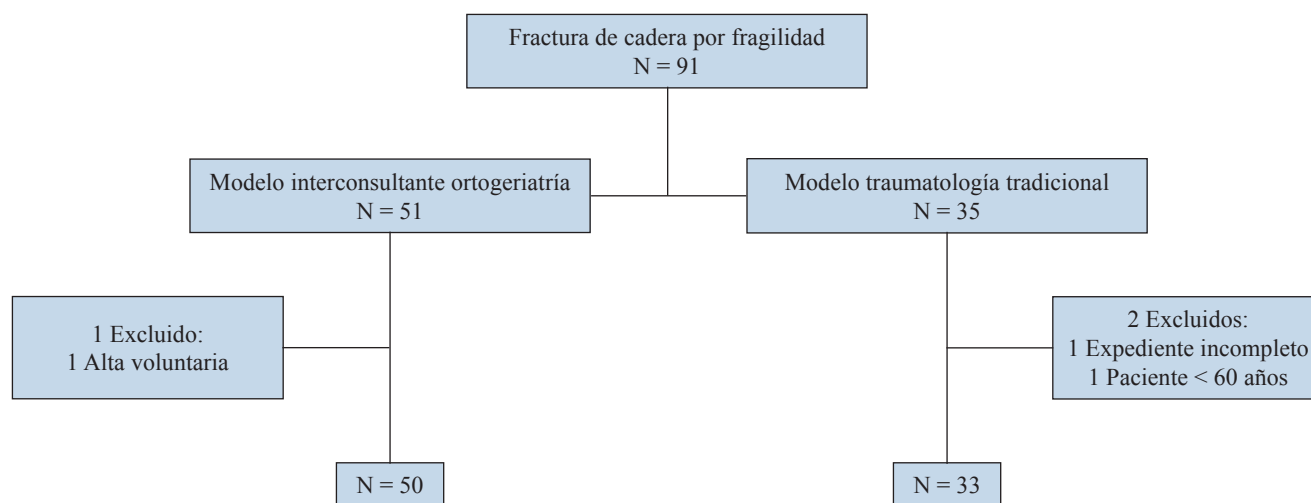 Fractura de cadera por fragilidad
N = 91
Modelo interconsultante ortogeriatría
N = 51
Modelo traumatología tradicional
N = 35
1 Excluido:
1 Alta voluntaria
2 Excluidos:
1 Expediente incompleto
1 Paciente < 60 años
N = 50
N = 33